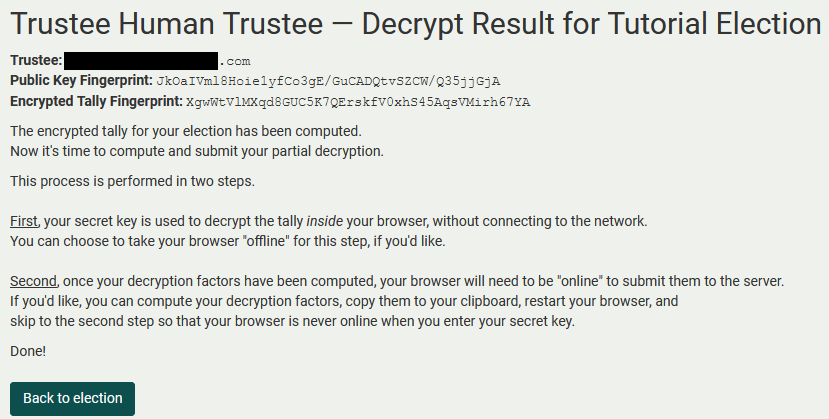 Trustee Human Trustee — Decrypt Result for Tutorial Election
Trustee: .com
Public Key Fingerprint: JkOaIVml8Hoie1yfCo3gE/GuCADQtvSZCW/Q35jjGjA
Encrypted Tally Fingerprint: XgwWtVlMXqd8GUC5K7QErskfV0xhS45AqsVMirh67YA
The encrypted tally for your election has been computed.
Now it's time to compute and submit your partial decryption.
This process is performed in two steps.
First, your secret key is used to decrypt the tally inside your browser, without connecting to the network.
You can choose to take your browser "offline" for this step, if you'd like.
Second, once your decryption factors have been computed, your browser will need to be "online" to submit them to the server.
If you'd like, you can compute your decryption factors, copy them to your clipboard, restart your browser, and
skip to the second step so that your browser is never online when you enter your secret key.
Done!
Back to election